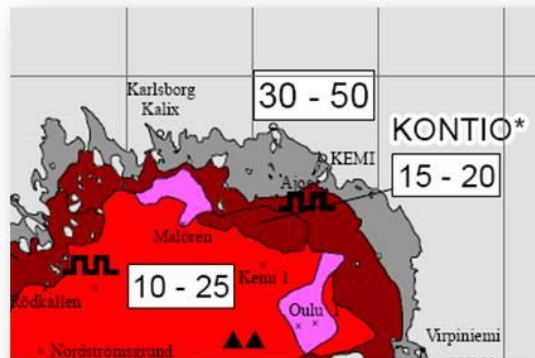 Karlsborg
Kalix
30 - 50
KONTIO*
KEMI
15 - 20
Ajos
Malören
Kemi 1
10 - 25
Rödkallen
Oulu
Virpiniemi
Nordströmsgrund